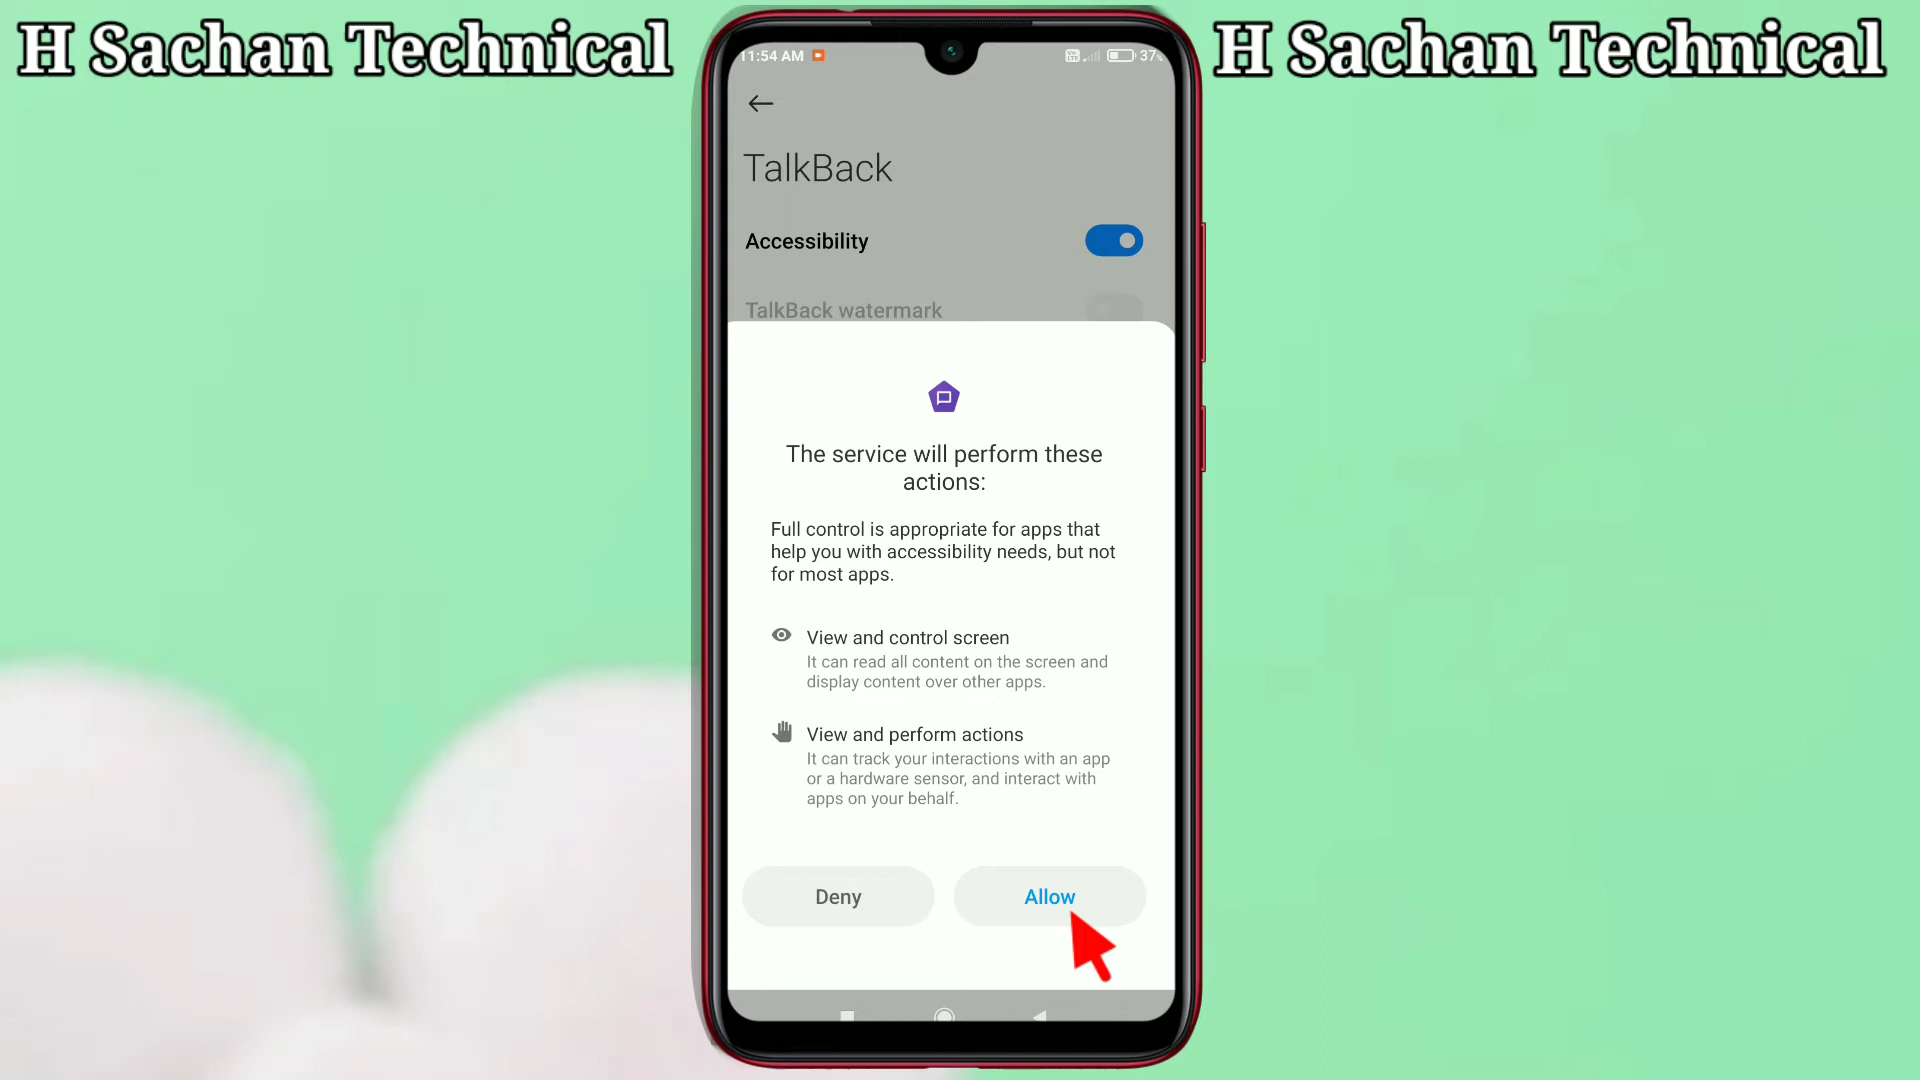 H Sachan Technical
H Sachan Technical
11:54 AM
37%
TalkBack
Accessibility
TalkBack watermark
The service will perform these
actions:
Full control is appropriate for apps that
help you with accessibility needs, but not
for most apps.
View and control screen
It can read all content on the screen and
display content over other apps.
View and perform actions
It can track your interactions with an app
or a hardware sensor, and interact with
apps on your behalf.
Deny
Allow